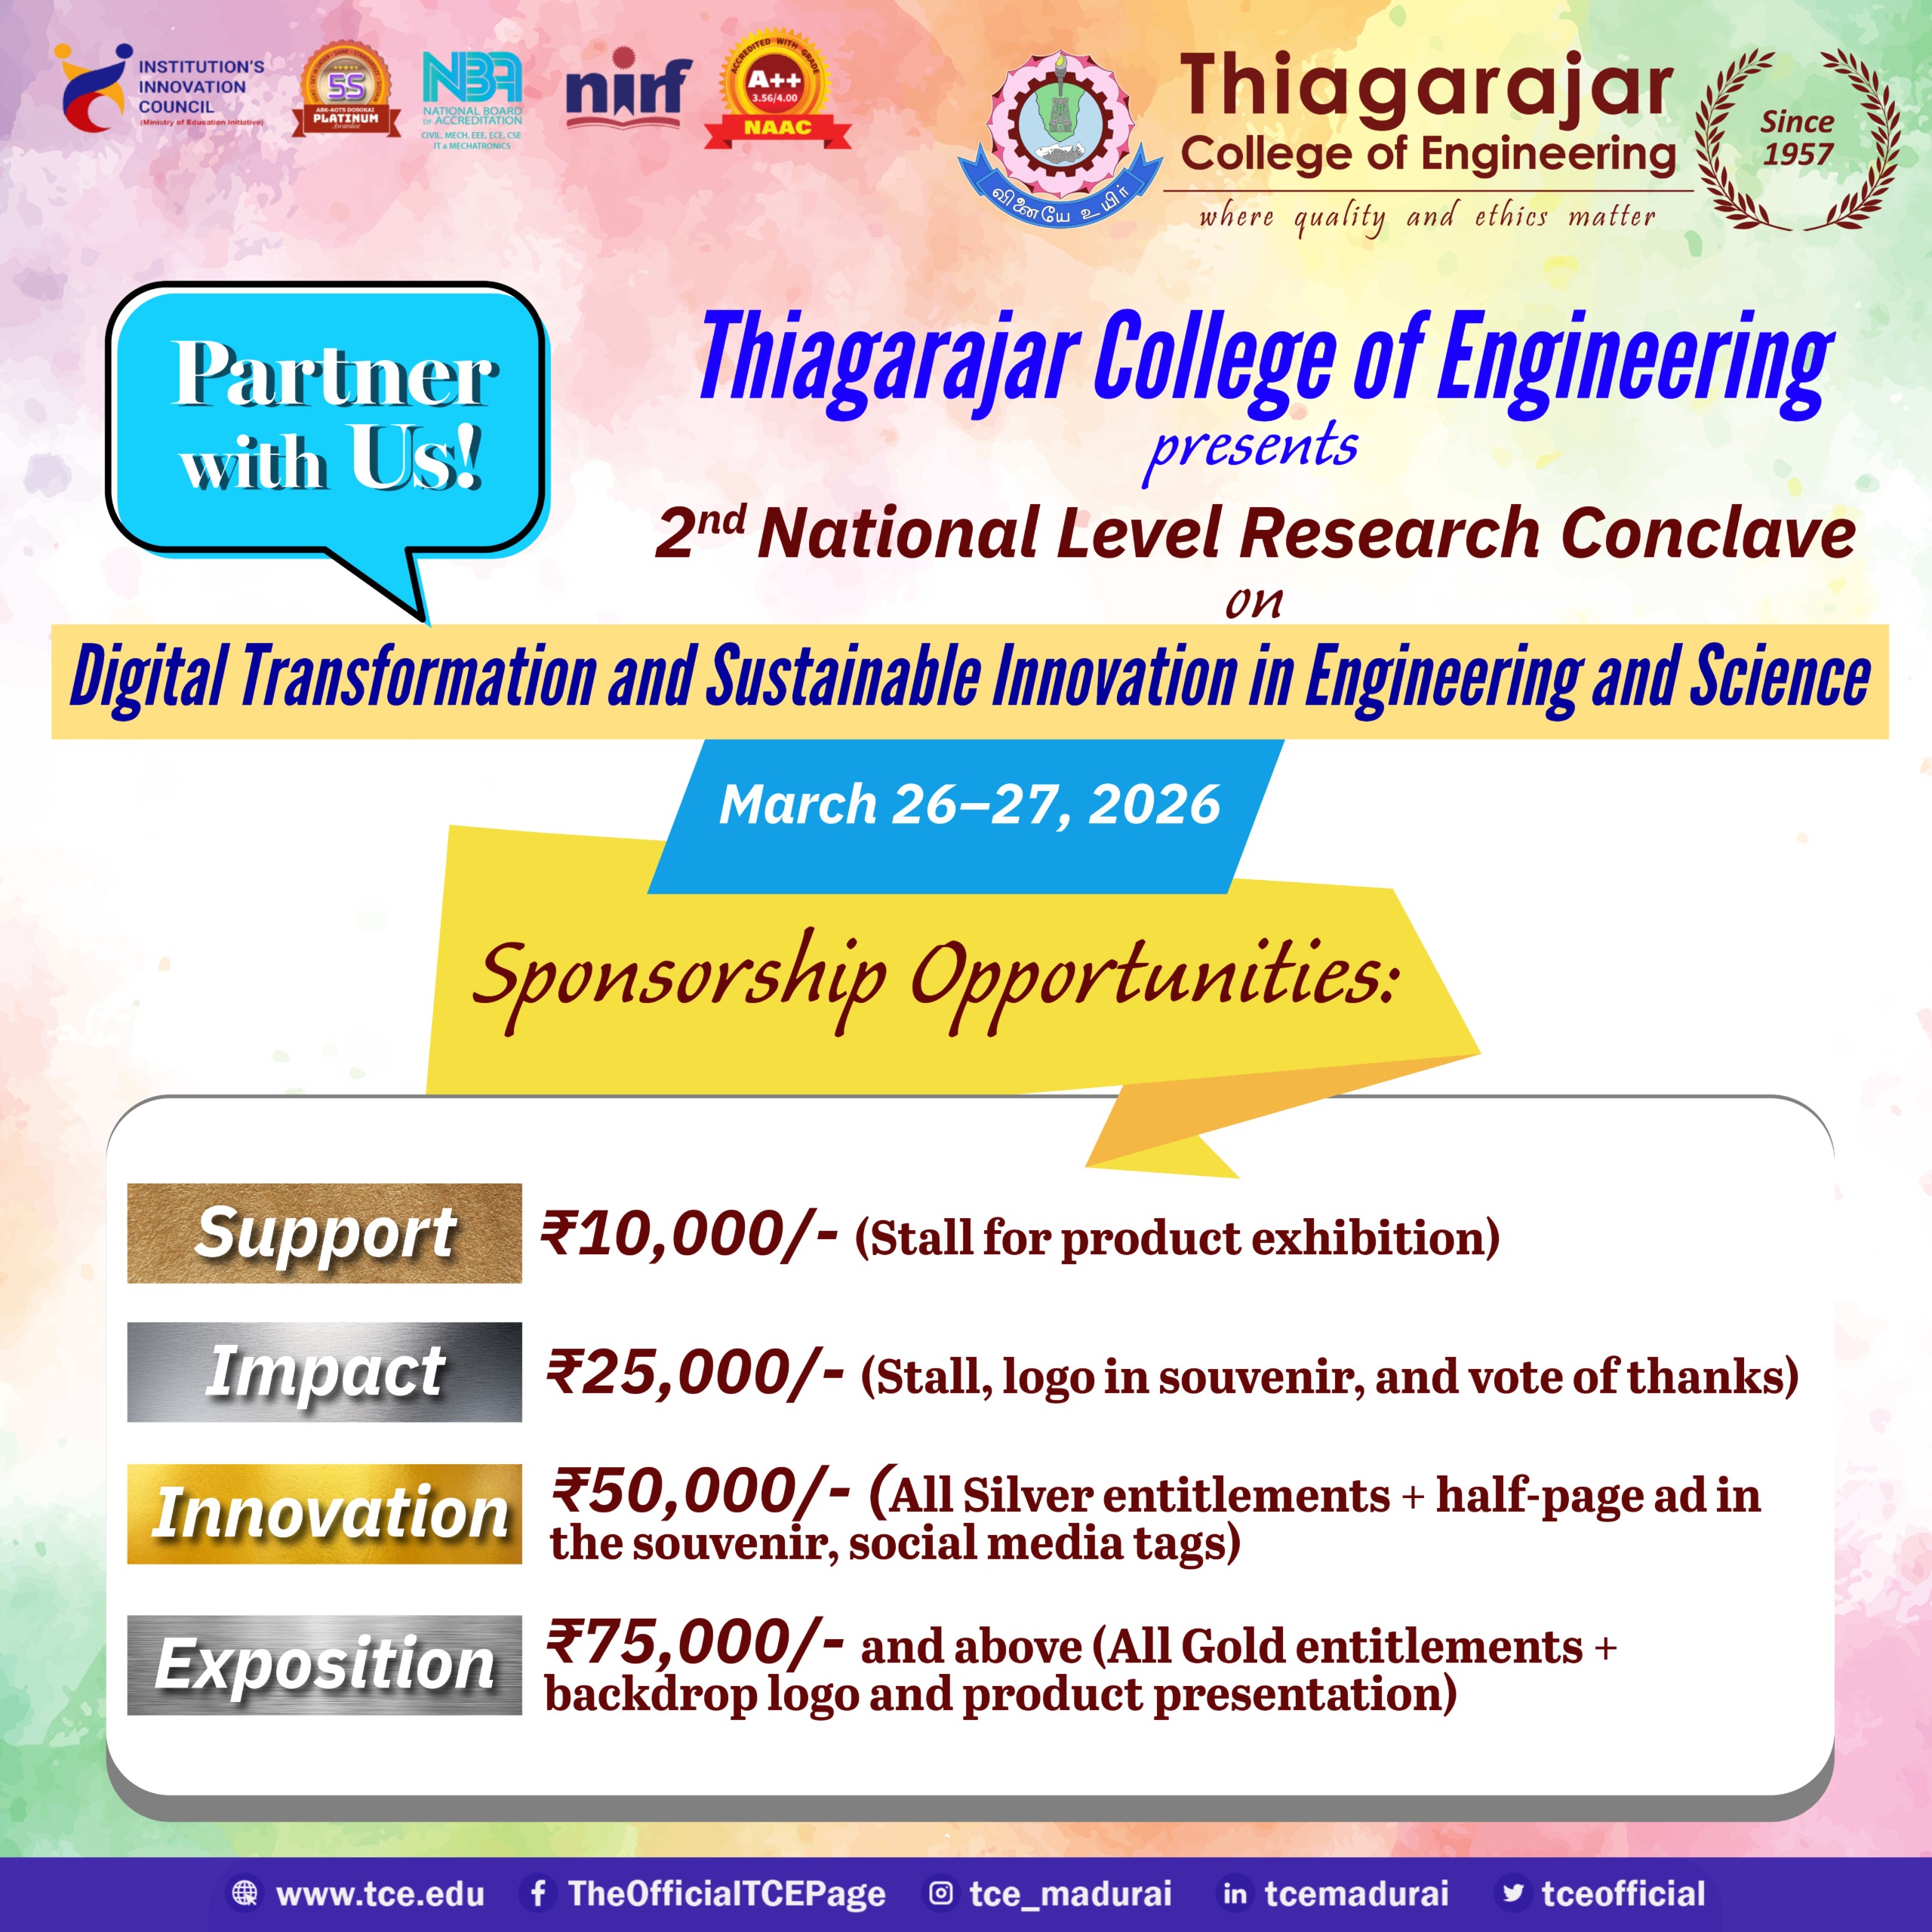 INSTITUTION'S
INNOVATION
COUNCIL
(Ministry of Education Initiative)
5S
ABK-AOTS DOSOKAI
PLATINUM
Awardee
NBA
NATIONAL BOARD
OF ACCREDITATION
CIVIL, MECH, EEE, ECE, CSE
IT & MECHATRONICS
nirf
ACCREDITED WITH GRADE
A++
3.56/4.00
NAAC
வினையே உயிர்
Thiagarajar
College of Engineering
where quality and ethics matter
Since
1957
Partner
with Us!
Thiagarajar College of Engineering
presents
2nd National Level Research Conclave
on
Digital Transformation and Sustainable Innovation in Engineering and Science
March 26–27, 2026
Sponsorship Opportunities:
Support ₹10,000/- (Stall for product exhibition)
Impact ₹25,000/- (Stall, logo in souvenir, and vote of thanks)
Innovation ₹50,000/- (All Silver entitlements + half-page ad in
the souvenir, social media tags)
Exposition ₹75,000/- and above (All Gold entitlements +
backdrop logo and product presentation)
www.tce.edu TheOfficialTCEPage tce_madurai tcemadurai tceofficial